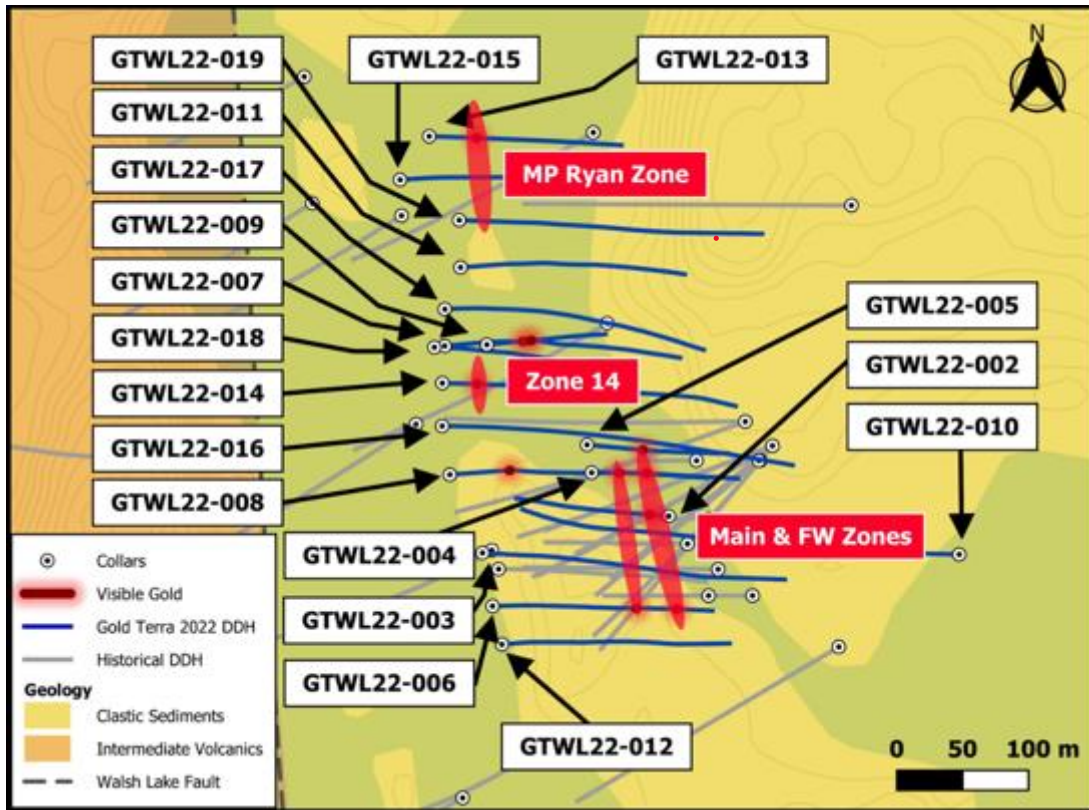 GTWL22-019
GTWL22-015
GTWL22-013
N
GTWL22-011
GTWL22-017
MP Ryan Zone
GTWL22-009
GTWL22-007
GTWL22-005
GTWL22-018
GTWL22-002
Zone 14
GTWL22-014
GTWL22-010
GTWL22-016
GTWL22-008
Main & FW Zones
GTWL22-004
GTWL22-003
GTWL22-006
GTWL22-012
Collars
Visible Gold
Gold Terra 2022 DDH
Historical DDH
Geology
Clastic Sediments
Intermediate Volcanics
Walsh Lake Fault
0 50 100 m